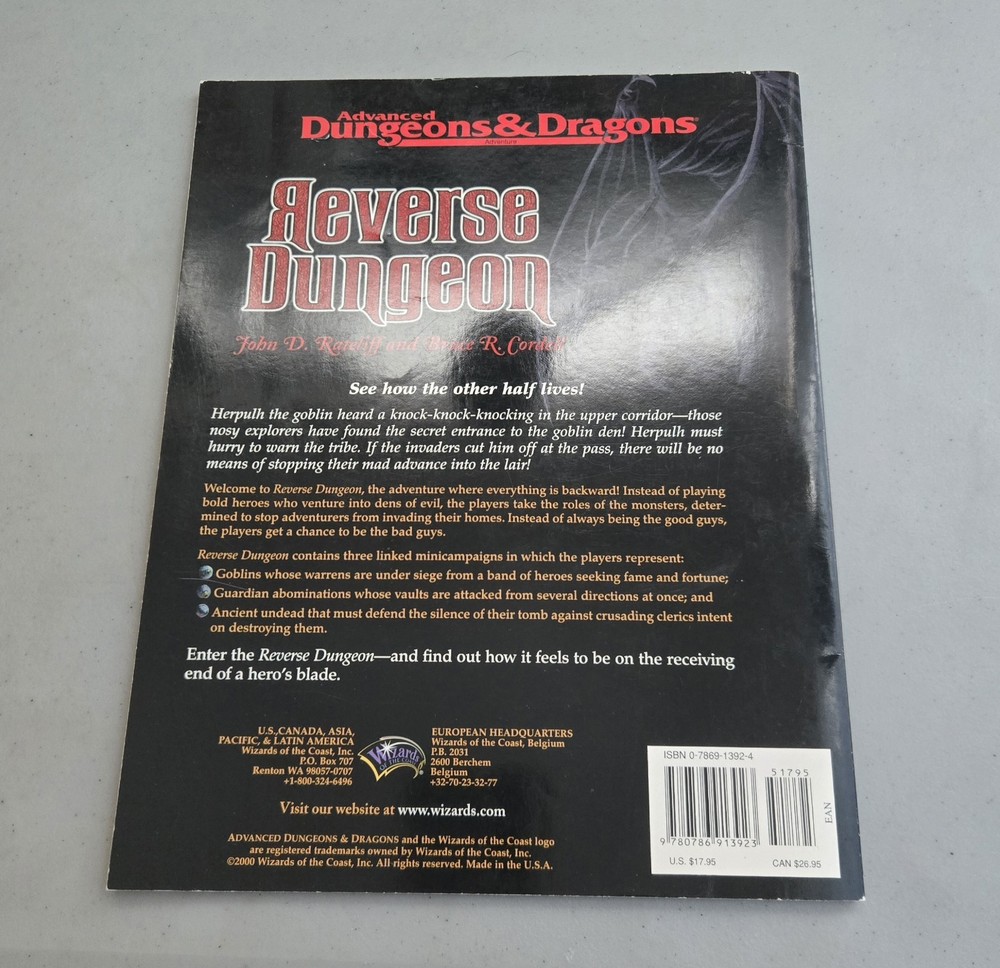 Advanced
Dungeons & Dragons®
Adventure
Reverse
Dungeon
John D. Rateliff and Bruce R. Cordell
See how the other half lives!
Herpulh the goblin heard a knock-knock-knocking in the upper corridor—those
nosy explorers have found the secret entrance to the goblin den! Herpulh must
hurry to warn the tribe. If the invaders cut him off at the pass, there will be no
means of stopping their mad advance into the lair!
Welcome to Reverse Dungeon, the adventure where everything is backward! Instead of playing
bold heroes who venture into dens of evil, the players take the roles of the monsters, deter-
mined to stop adventurers from invading their homes. Instead of always being the good guys,
the players get a chance to be the bad guys.
Reverse Dungeon contains three linked minicampaigns in which the players represent:
Goblins whose warrens are under siege from a band of heroes seeking fame and fortune;
Guardian abominations whose vaults are attacked from several directions at once; and
Ancient undead that must defend the silence of their tomb against crusading clerics intent
on destroying them.
Enter the Reverse Dungeon—and find out how it feels to be on the receiving
end of a hero's blade.
U.S.,CANADA, ASIA,
PACIFIC, & LATIN AMERICA
Wizards of the Coast, Inc.
P.O. Box 707
Renton WA 98057-0707
+1-800-324-6496
Wizards
OF THE COAST®
EUROPEAN HEADQUARTERS
Wizards of the Coast, Belgium
P.B. 2031
2600 Berchem
Belgium
+32-70-23-32-77
Visit our website at www.wizards.com
ADVANCED DUNGEONS & DRAGONS and the Wizards of the Coast logo
are registered trademarks owned by Wizards of the Coast, Inc.
©2000 Wizards of the Coast, Inc. All rights reserved. Made in the U.S.A.
ISBN 0-7869-1392-4
51795
9 780786 913923
EAN
U.S. $17.95
CAN $26.95